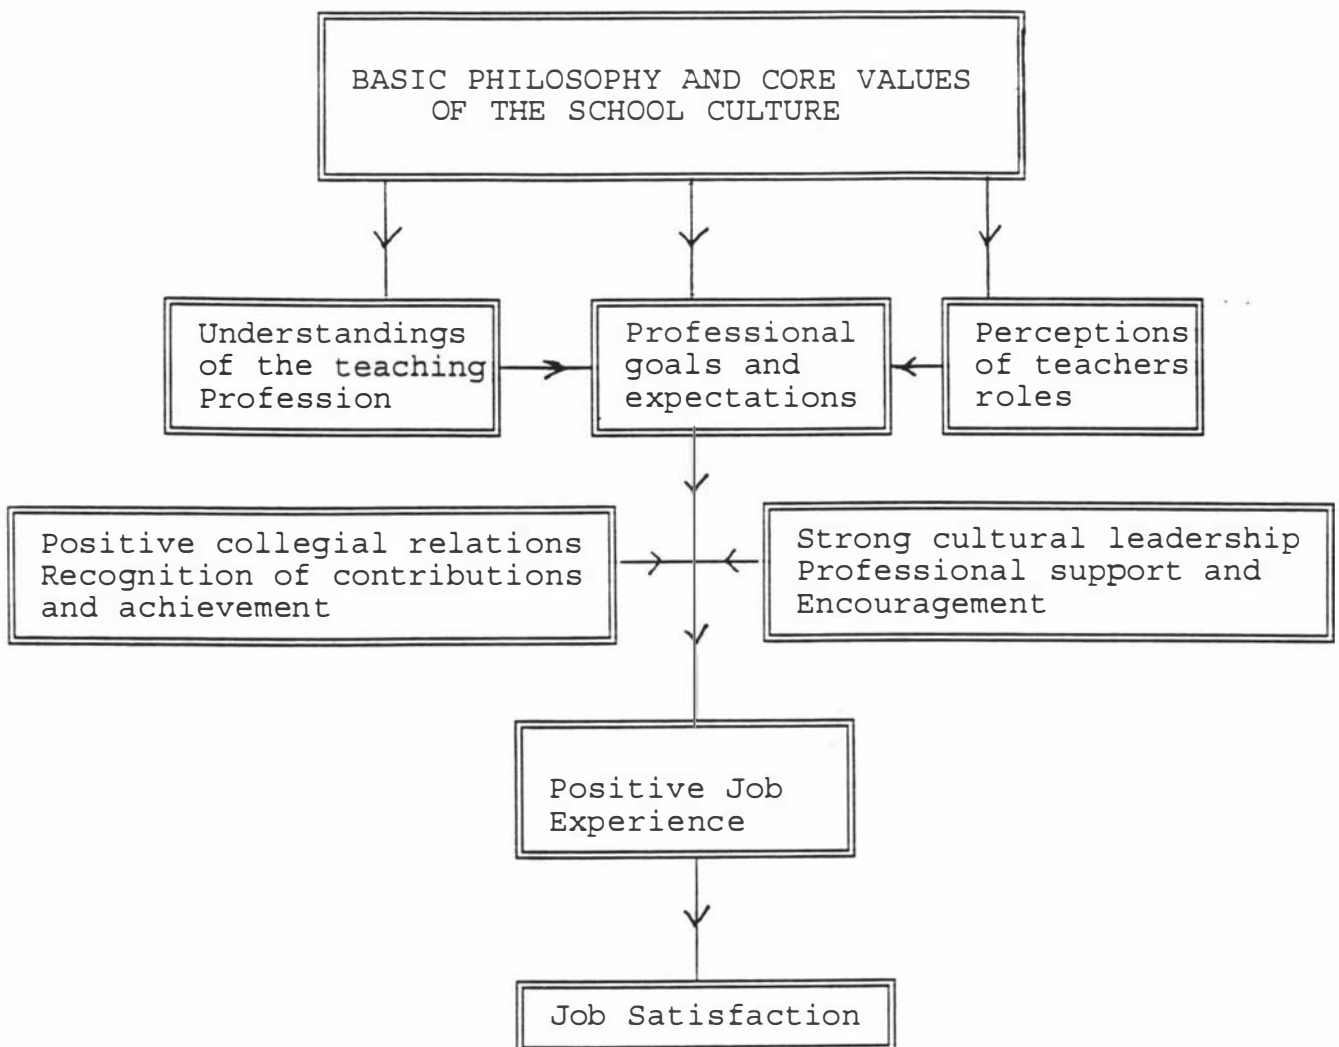 BASIC PHILOSOPHY AND CORE VALUES
OF THE SCHOOL CULTURE
Understandings
of the teaching
Profession
Professional
goals and
expectations
Perceptions
of teachers
roles
Positive collegial relations
Recognition of contributions
and achievement
Strong cultural leadership
Professional support and
Encouragement
Positive Job
Experience
Job Satisfaction